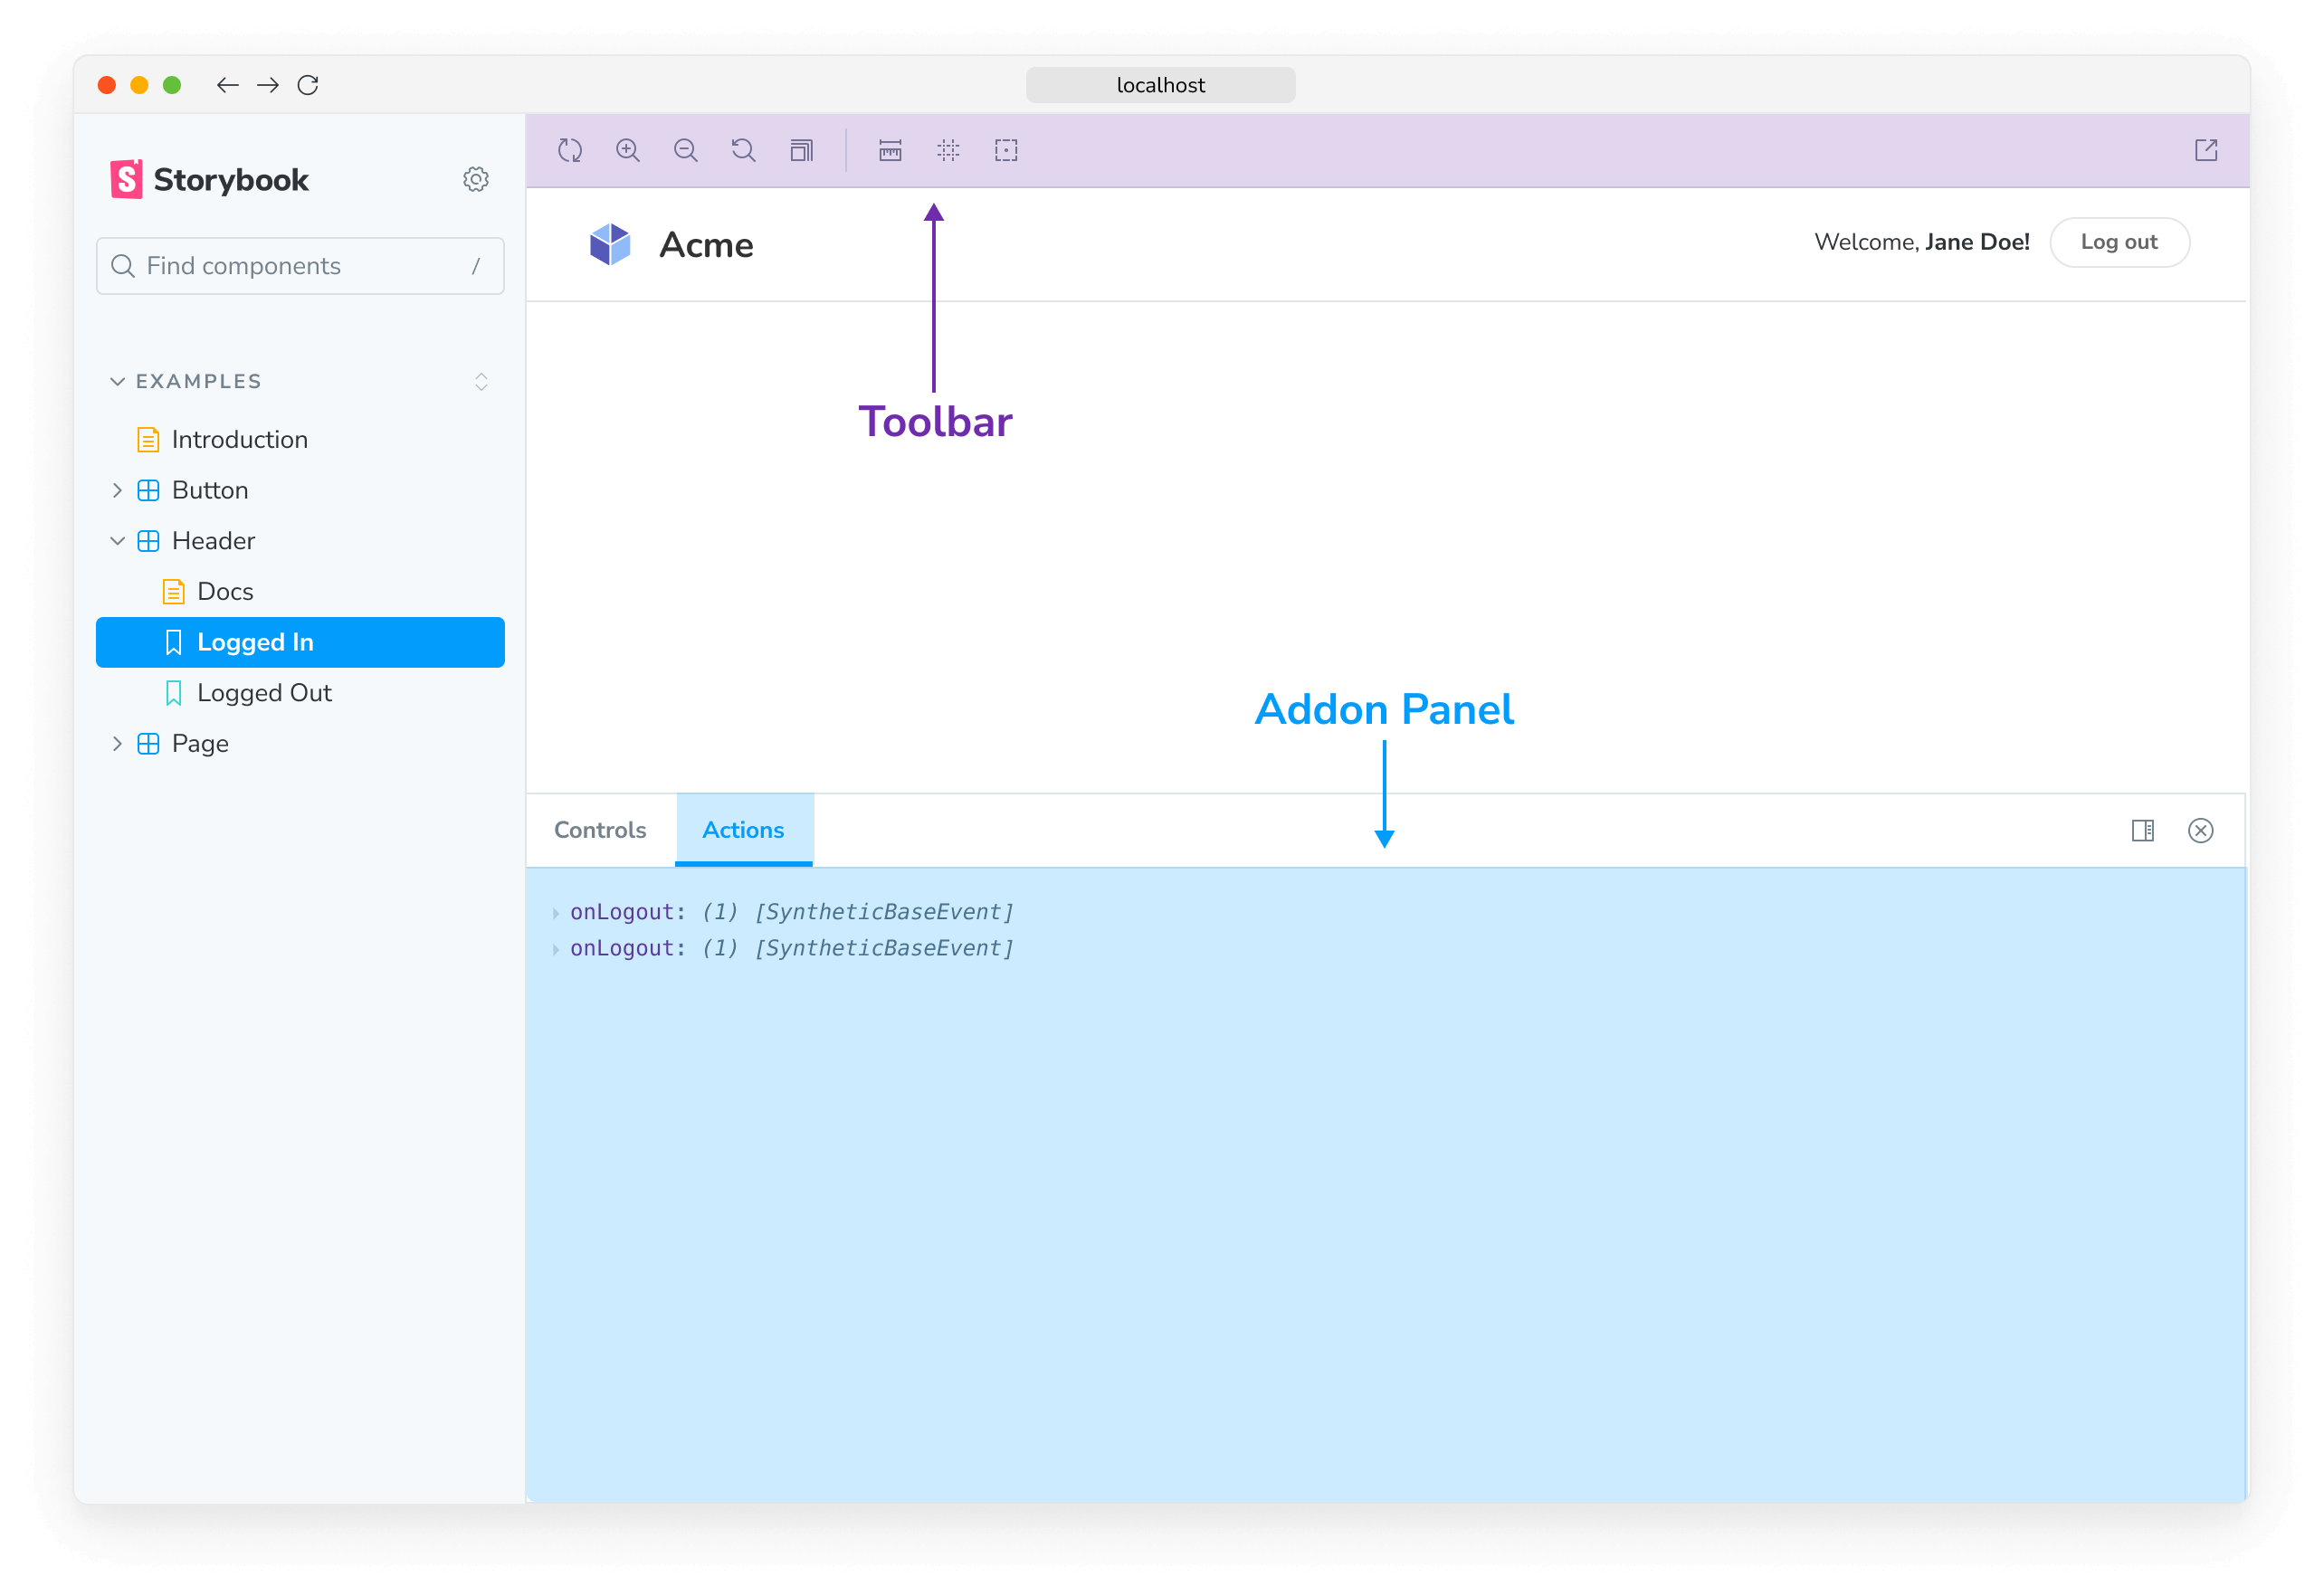 localhost
Storybook
Find components /
EXAMPLES
Introduction
Button
Header
Docs
Logged In
Logged Out
Page
Acme
Welcome, Jane Doe! Log out
Toolbar
Addon Panel
Controls Actions
onLogout: (1) [SyntheticBaseEvent]
onLogout: (1) [SyntheticBaseEvent]